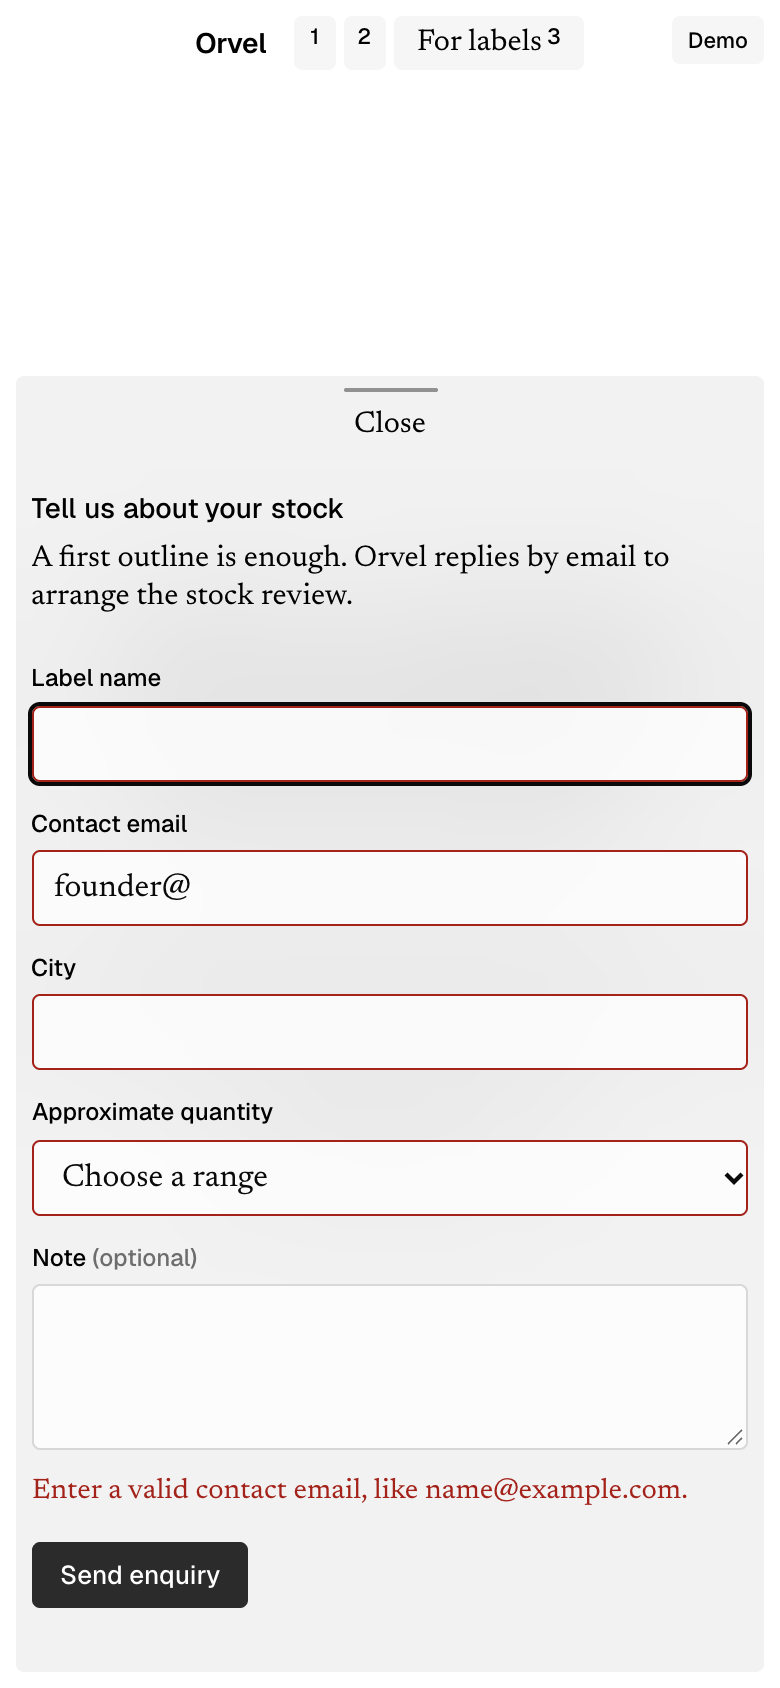 Orvel 1 2 For labels 3 Demo
Close
Tell us about your stock
A first outline is enough. Orvel replies by email to
arrange the stock review.
Label name
Contact email
founder@
City
Approximate quantity
Choose a range
Note (optional)
Enter a valid contact email, like name@example.com.
Send enquiry